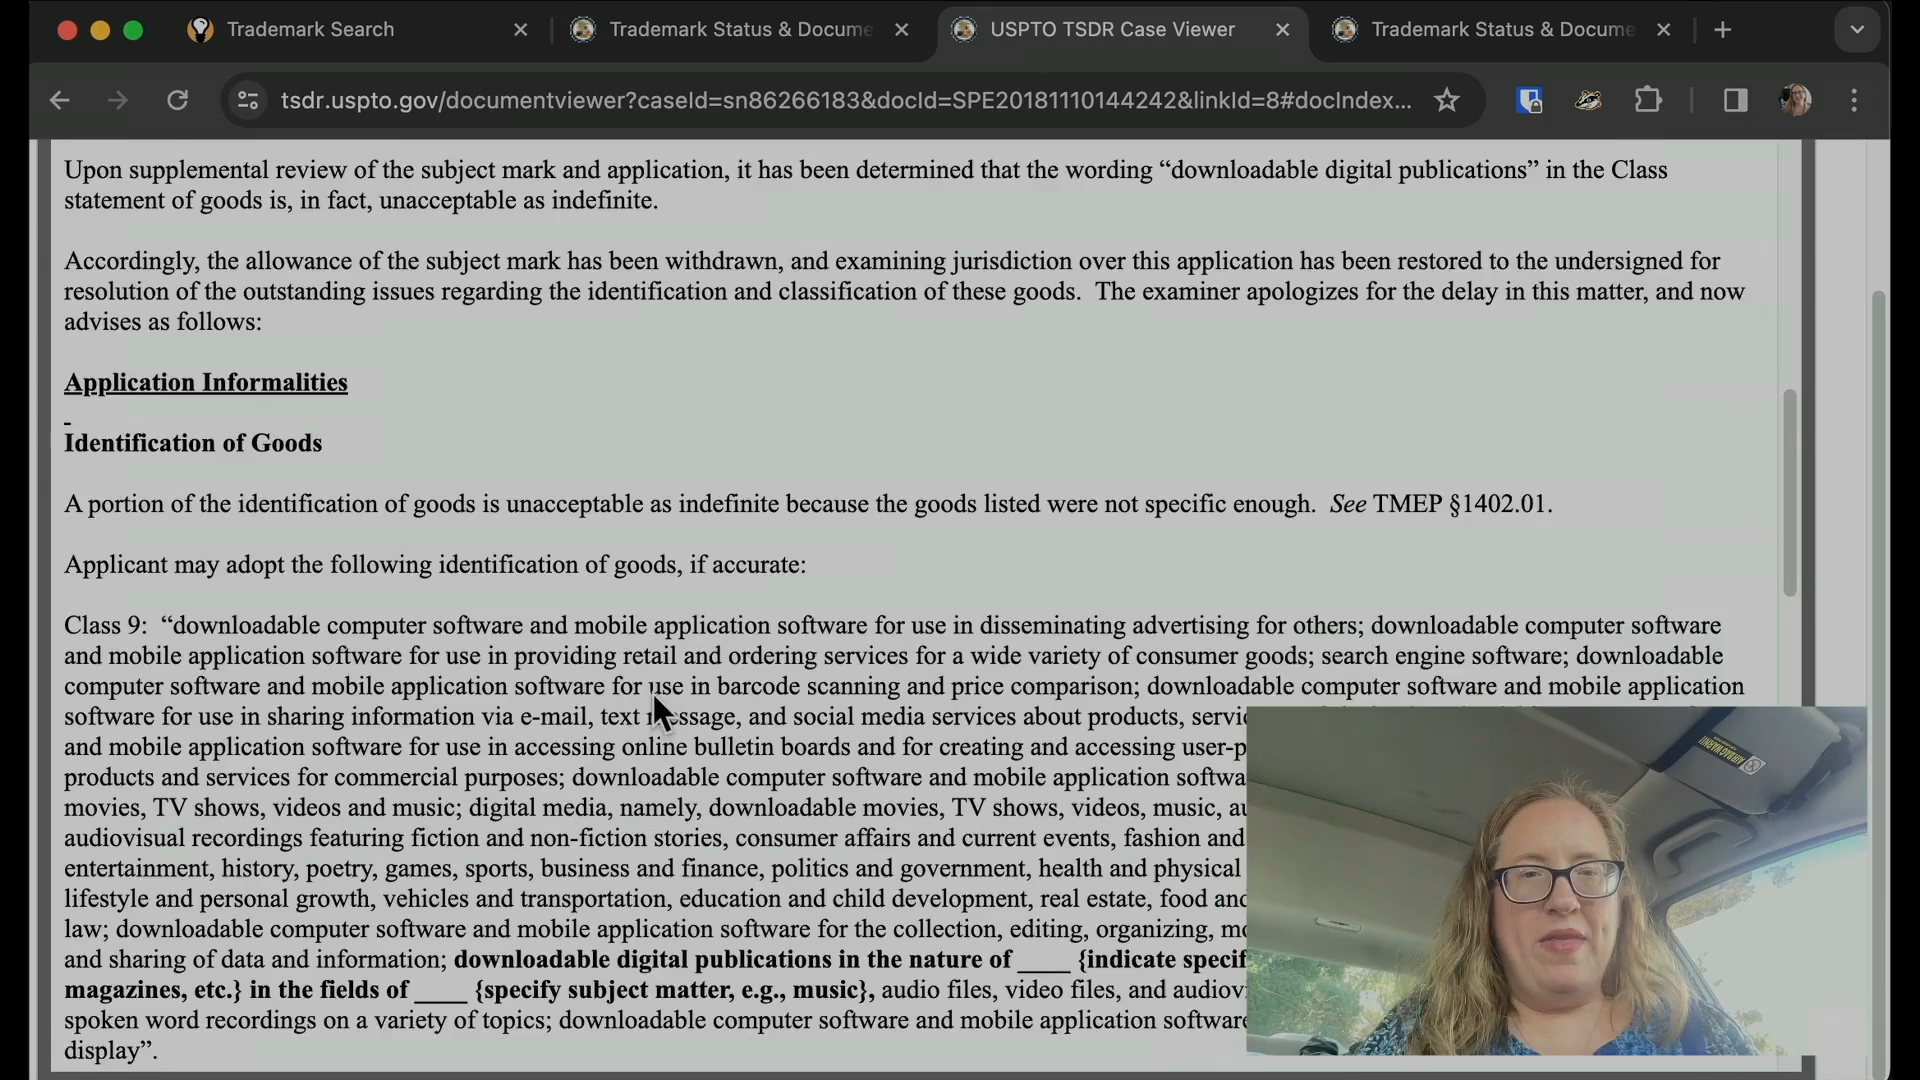 Trademark Search
Trademark Status & Docume
USPTO TSDR Case Viewer
Trademark Status & Docume
tsdr.uspto.gov/documentviewer?caseId=sn86266183&docId=SPE20181110144242&linkId=8#docIndex...
Upon supplemental review of the subject mark and application, it has been determined that the wording “downloadable digital publications” in the Class
statement of goods is, in fact, unacceptable as indefinite.
Accordingly, the allowance of the subject mark has been withdrawn, and examining jurisdiction over this application has been restored to the undersigned for
resolution of the outstanding issues regarding the identification and classification of these goods.  The examiner apologizes for the delay in this matter, and now
advises as follows:
Application Informalities
Identification of Goods
A portion of the identification of goods is unacceptable as indefinite because the goods listed were not specific enough.  See TMEP §1402.01.
Applicant may adopt the following identification of goods, if accurate:
Class 9:  “downloadable computer software and mobile application software for use in disseminating advertising for others; downloadable computer software
and mobile application software for use in providing retail and ordering services for a wide variety of consumer goods; search engine software; downloadable
computer software and mobile application software for use in barcode scanning and price comparison; downloadable computer software and mobile application
software for use in sharing information via e-mail, text message, and social media services about products, servic
and mobile application software for use in accessing online bulletin boards and for creating and accessing user-p
products and services for commercial purposes; downloadable computer software and mobile application softwa
movies, TV shows, videos and music; digital media, namely, downloadable movies, TV shows, videos, music, au
audiovisual recordings featuring fiction and non-fiction stories, consumer affairs and current events, fashion and
entertainment, history, poetry, games, sports, business and finance, politics and government, health and physical
lifestyle and personal growth, vehicles and transportation, education and child development, real estate, food and
law; downloadable computer software and mobile application software for the collection, editing, organizing, mo
and sharing of data and information; downloadable digital publications in the nature of ____ {indicate specif
magazines, etc.} in the fields of ____ {specify subject matter, e.g., music}, audio files, video files, and audiov
spoken word recordings on a variety of topics; downloadable computer software and mobile application software
display”.